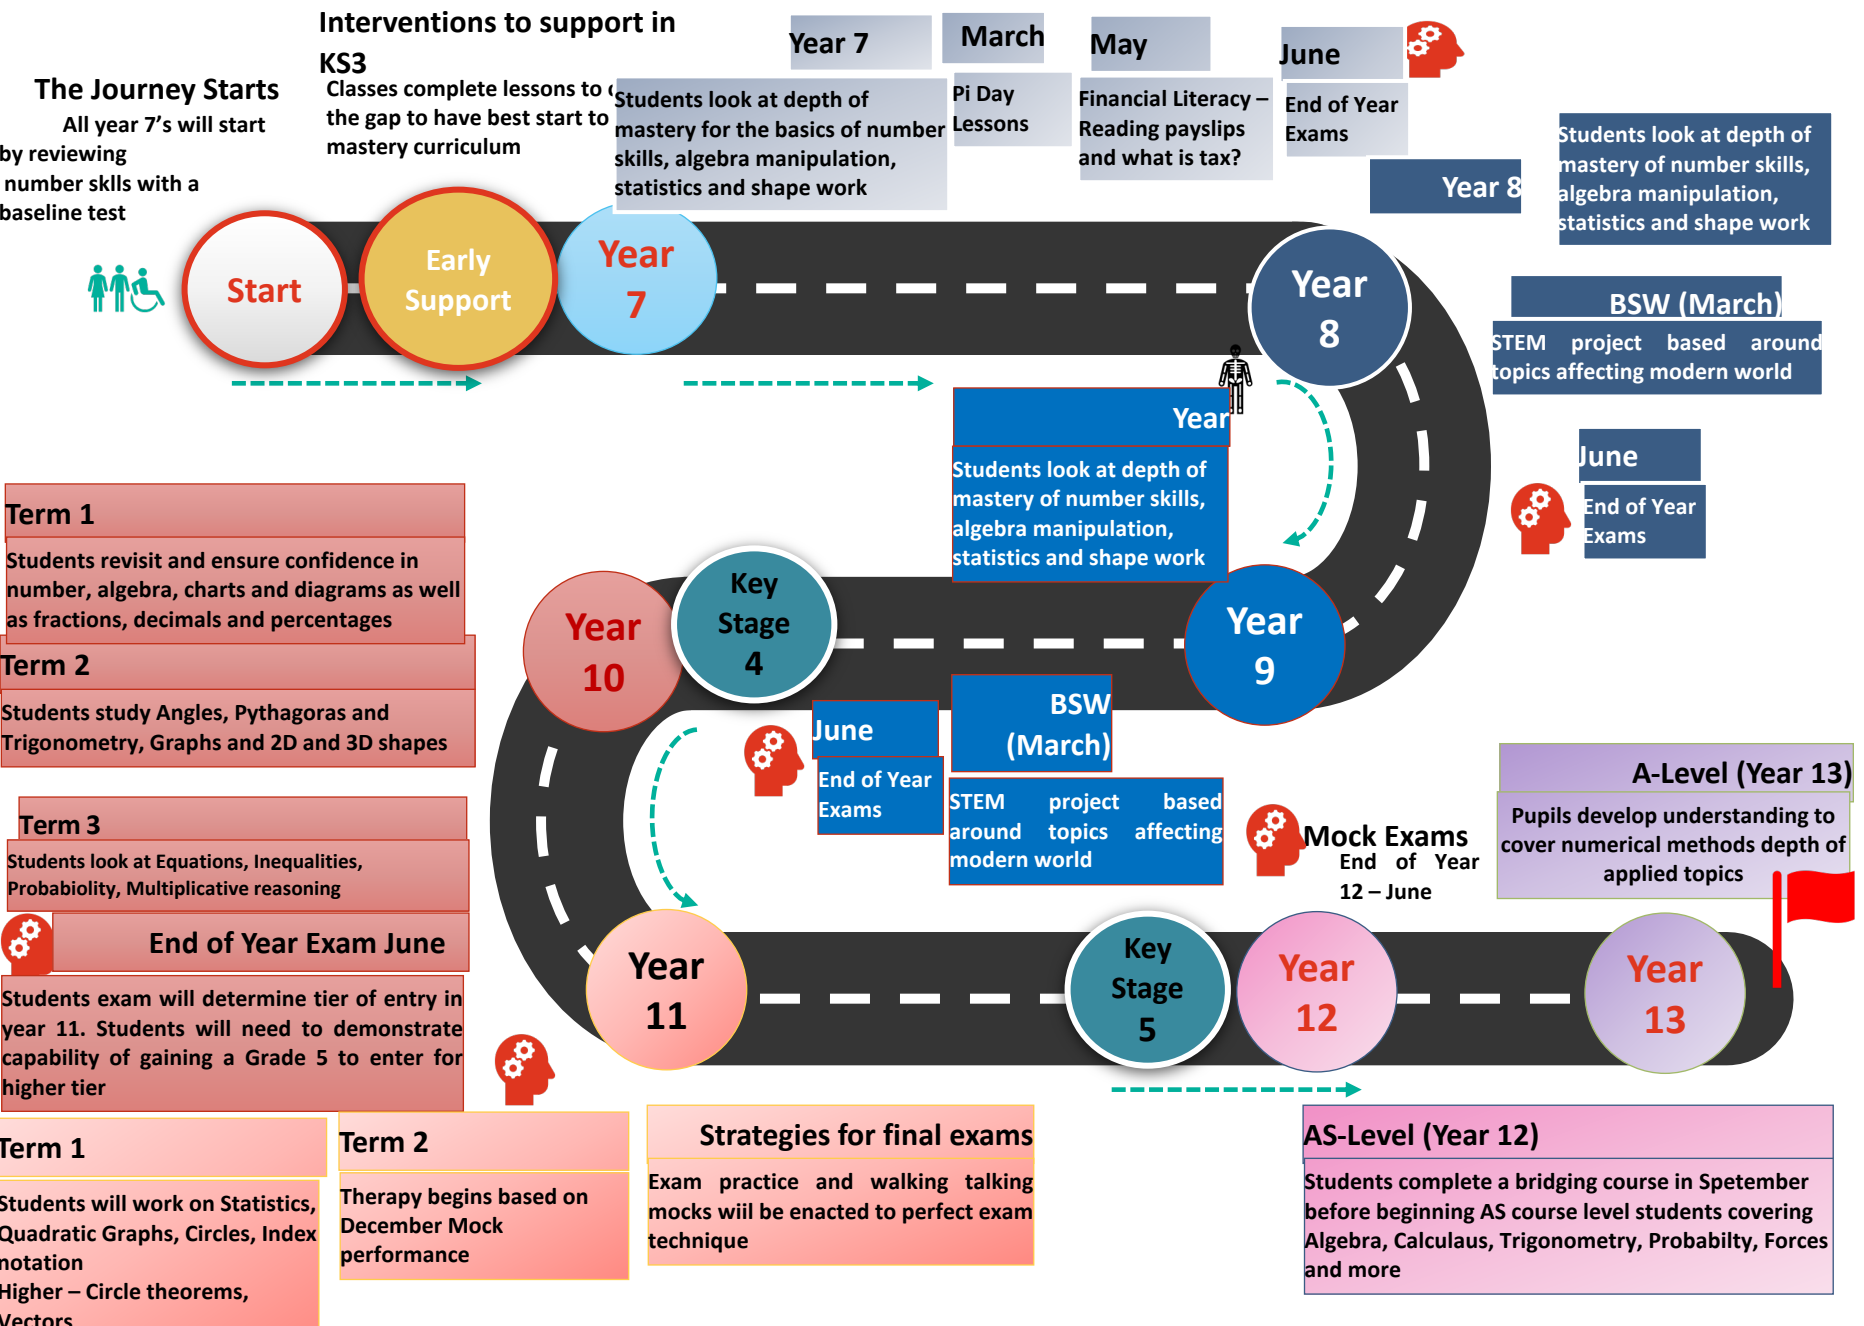 The Journey Starts
All year 7's will start
by reviewing
number sklls with a
baseline test
Interventions to support in
KS3
Classes complete lessons to
the gap to have best start to
mastery curriculum
Year 7
Students look at depth of
mastery for the basics of number
skills, algebra manipulation,
statistics and shape work
March
Pi Day
Lessons
May
Financial Literacy –
Reading payslips
and what is tax?
June
End of Year
Exams
Year 8
Students look at depth of
mastery of number skills,
algebra manipulation,
statistics and shape work
Start
Early
Support
Year
7
Year
8
BSW (March)
STEM project based around
topics affecting modern world
June
End of Year
Exams
Year
Students look at depth of
mastery of number skills,
algebra manipulation,
statistics and shape work
Year
9
Key
Stage
4
Year
10
BSW
(March)
STEM project based
around topics affecting
modern world
June
End of Year
Exams
Term 1
Students revisit and ensure confidence in
number, algebra, charts and diagrams as well
as fractions, decimals and percentages
Term 2
Students study Angles, Pythagoras and
Trigonometry, Graphs and 2D and 3D shapes
Term 3
Students look at Equations, Inequalities,
Probabiolity, Multiplicative reasoning
End of Year Exam June
Students exam will determine tier of entry in
year 11. Students will need to demonstrate
capability of gaining a Grade 5 to enter for
higher tier
Year
11
Key
Stage
5
Year
12
Year
13
Mock Exams
End of Year
12 – June
A-Level (Year 13)
Pupils develop understanding to
cover numerical methods depth of
applied topics
Term 1
Students will work on Statistics,
Quadratic Graphs, Circles, Index
notation
Higher – Circle theorems,
Vectors
Term 2
Therapy begins based on
December Mock
performance
Strategies for final exams
Exam practice and walking talking
mocks wiil be enacted to perfect exam
technique
AS-Level (Year 12)
Students complete a bridging course in Spetember
before beginning AS course level students covering
Algebra, Calculaus, Trigonometry, Probabilty, Forces
and more